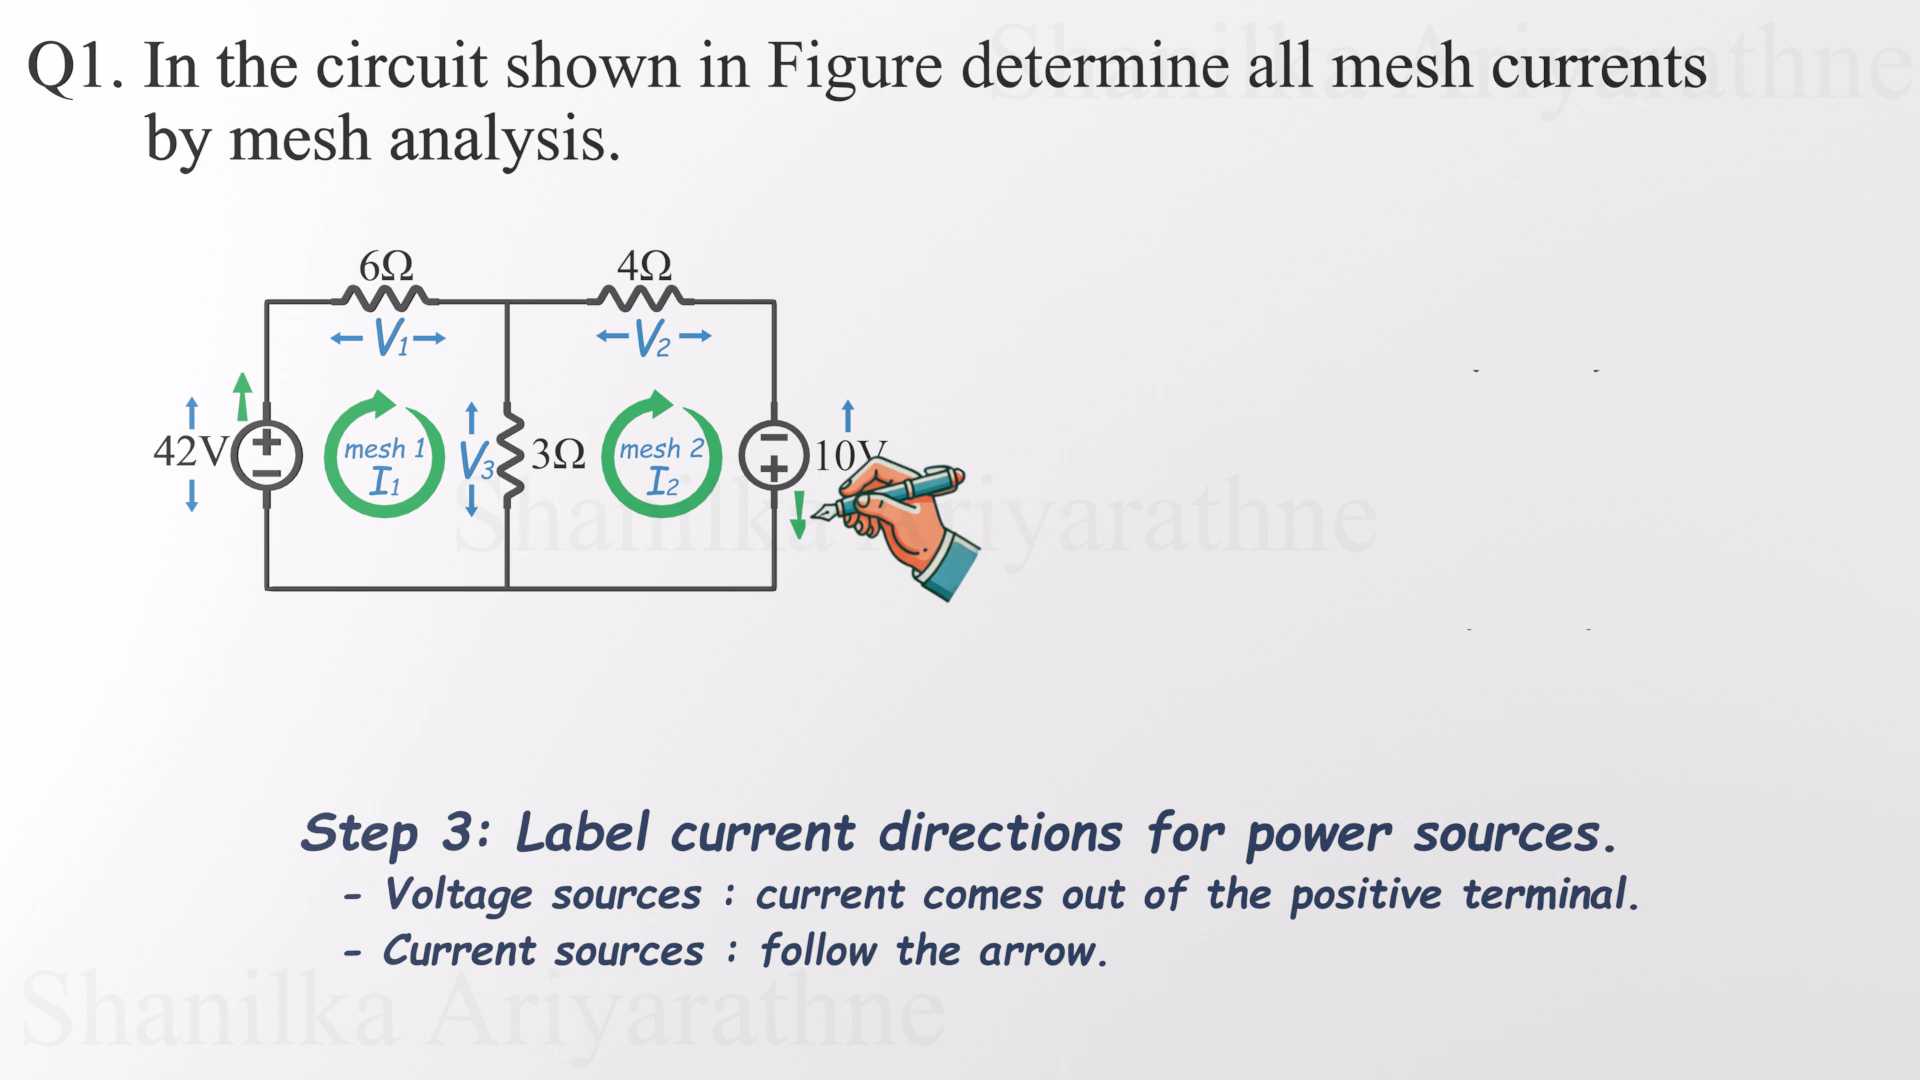 Shanilka Ariyarathne
Q1. In the circuit shown in Figure determine all mesh currents
by mesh analysis.
6Ω
4Ω
V1
V2
42V
+
−
mesh 1
I1
V3
3Ω
mesh 2
I2
−
+
10V
Shanilka Ariyarathne
Step 3: Label current directions for power sources.
- Voltage sources : current comes out of the positive terminal.
- Current sources : follow the arrow.
Shanilka Ariyarathne